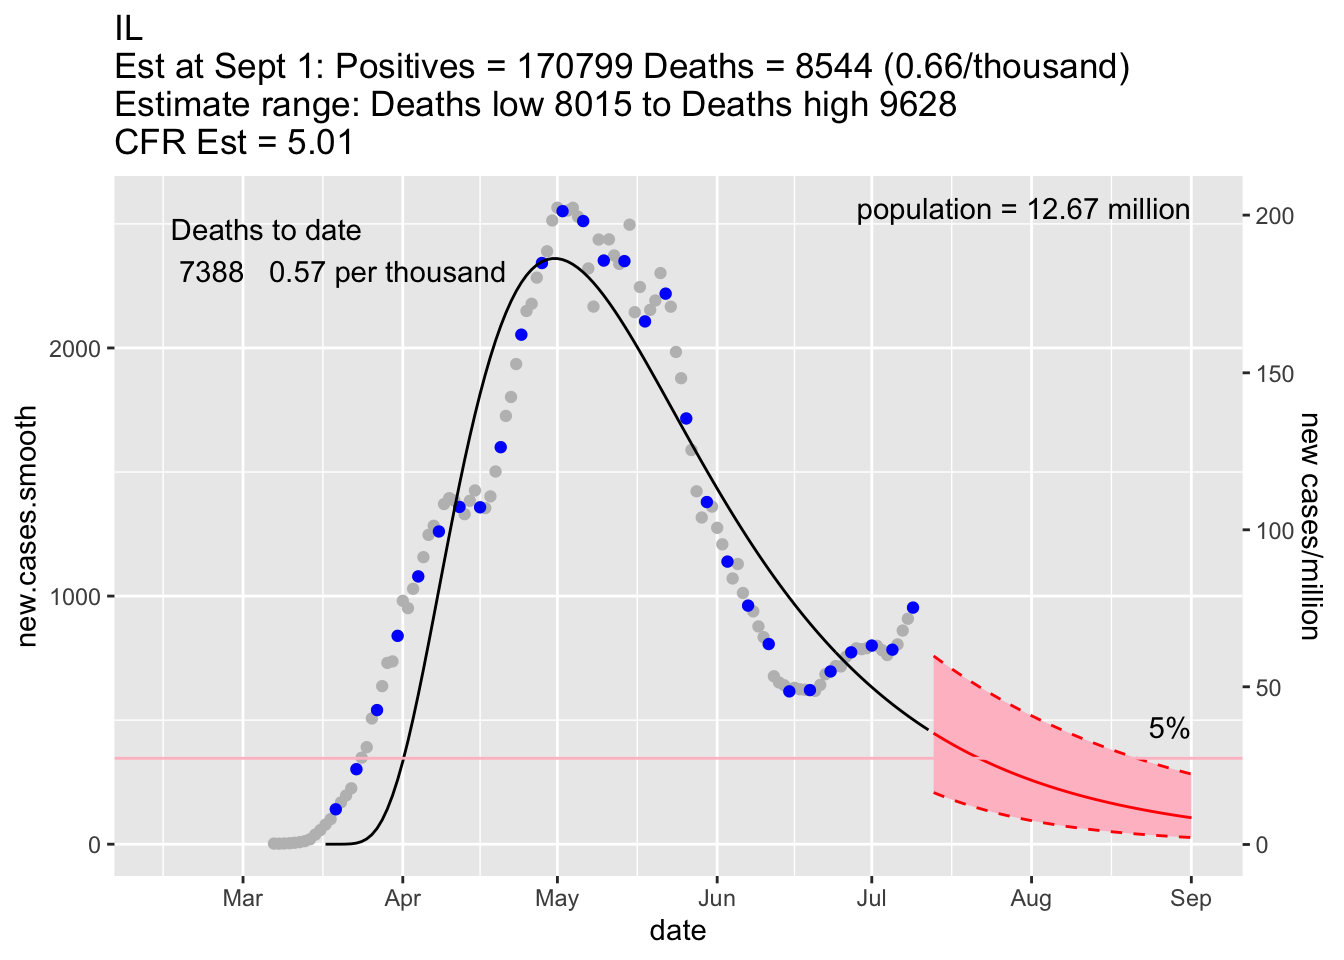 IL
Est at Sept 1: Positives = 170799 Deaths = 8544 (0.66/thousand)
Estimate range: Deaths low 8015 to Deaths high 9628
CFR Est = 5.01
Deaths to date
7388 0.57 per thousand
population = 12.67 million
5%
new.cases.smooth
2000
1000
0
200
150
100
50
0
new cases/million
Mar Apr May Jun Jul Aug Sep
date